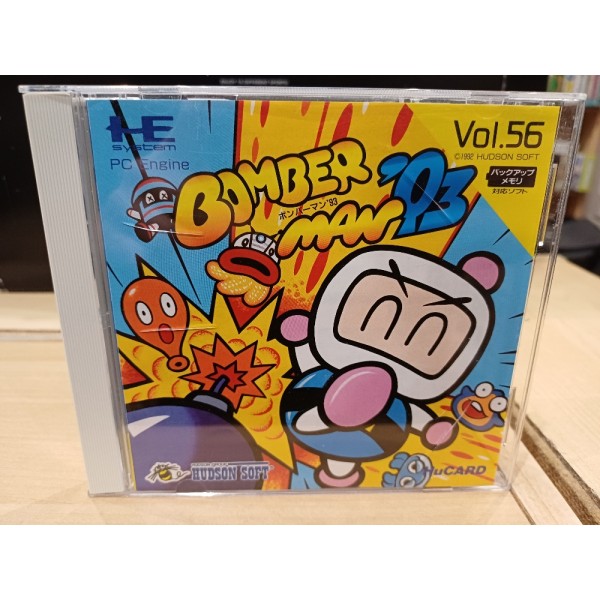 HE
system
PC Engine
Vol.56
©1992 HUDSON SOFT
バックアップ
メモリ
対応ソフト
BOMBER
MAN '93
ボンバーマン'93
HUDSON SOFT
HuCARD